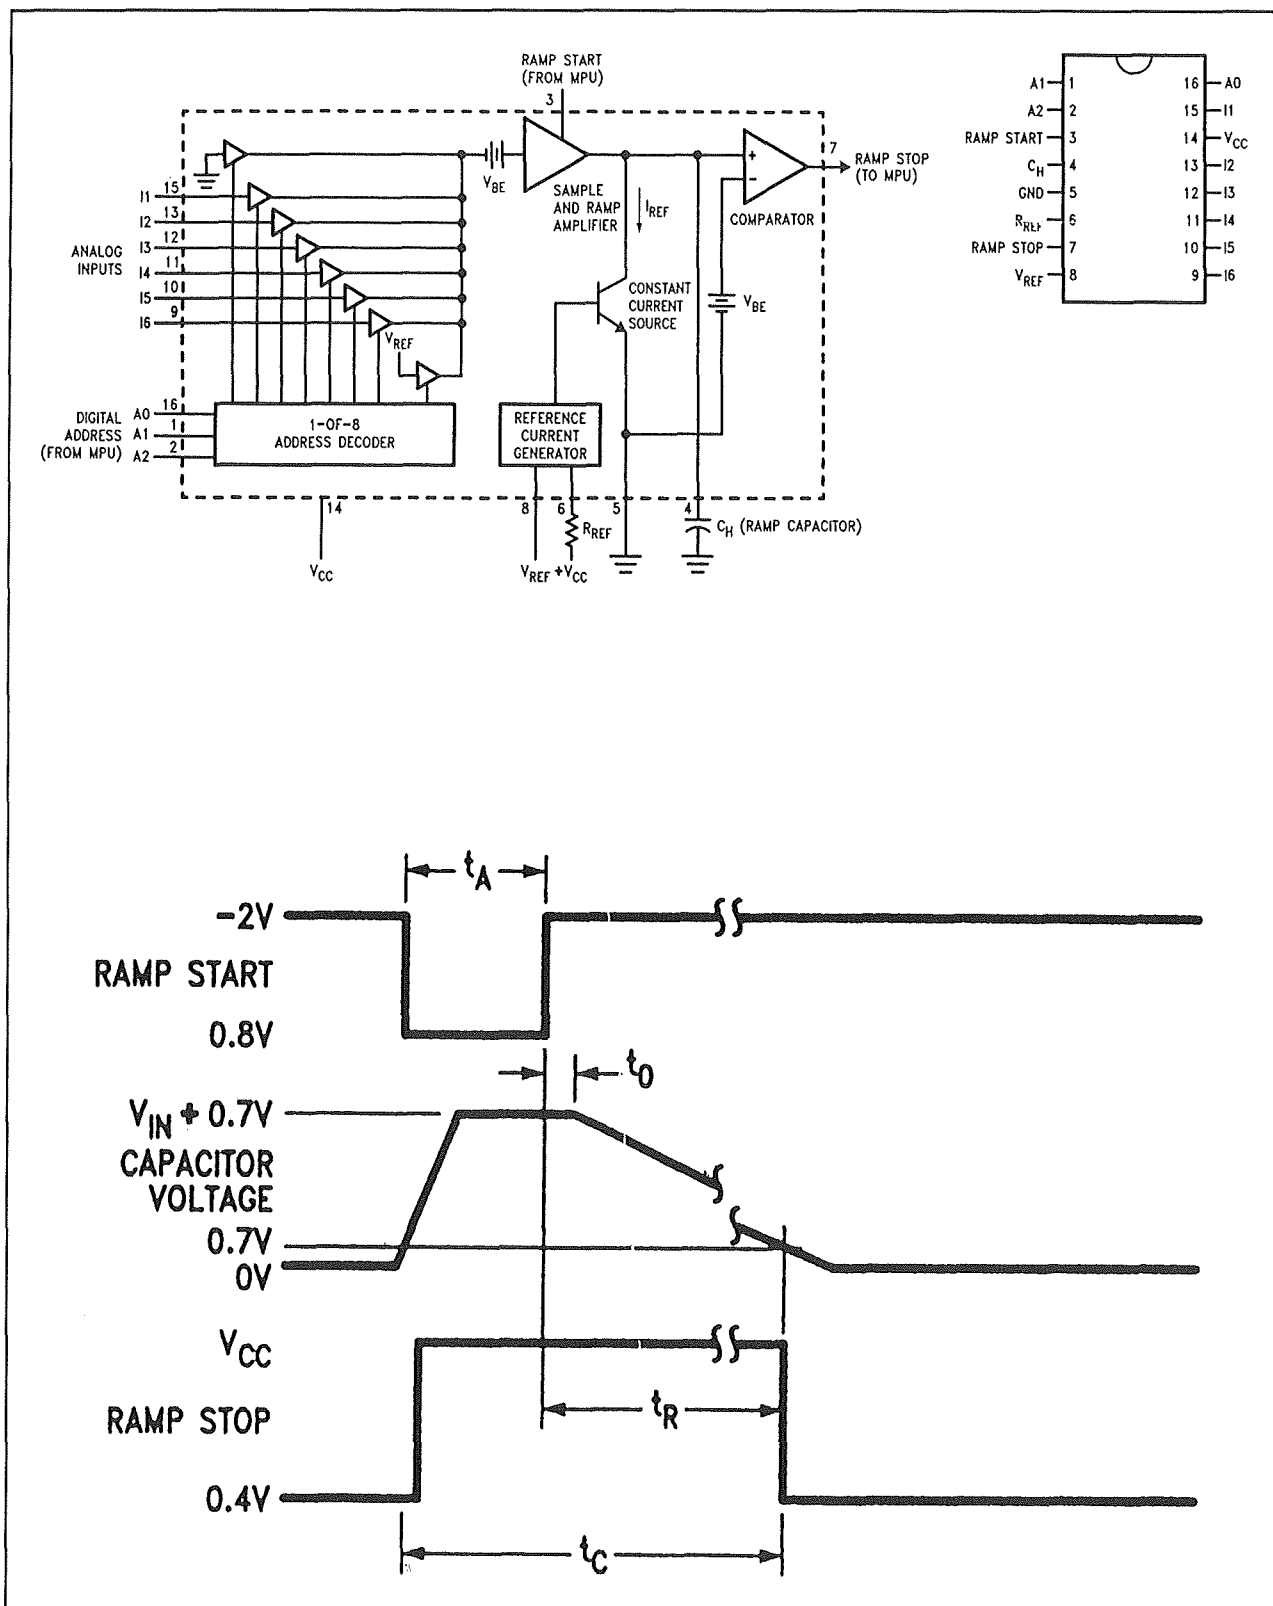 RAMP START
(FROM MPU)
3
7
RAMP STOP
(TO MPU)
V_BE
SAMPLE
AND RAMP
AMPLIFIER
I_REF
COMPARATOR
ANALOG
INPUTS
I1 15
I2 13
I3 12
I4 11
I5 10
I6 9
V_REF
CONSTANT
CURRENT
SOURCE
V_BE
DIGITAL
ADDRESS
(FROM MPU)
A0 16
A1 1
A2 2
1-OF-8
ADDRESS DECODER
REFERENCE
CURRENT
GENERATOR
14
8
6
5
4
R_REF
C_H (RAMP CAPACITOR)
V_CC
V_REF
+V_CC
A1 1 16 A0
A2 2 15 I1
RAMP START 3 14 V_CC
C_H 4 13 I2
GND 5 12 I3
R_REF 6 11 I4
RAMP STOP 7 10 I5
V_REF 8 9 I6
t_A
-2V
RAMP START
0.8V
t_0
V_IN + 0.7V
CAPACITOR
VOLTAGE
0.7V
0V
V_CC
RAMP STOP
t_R
0.4V
t_C